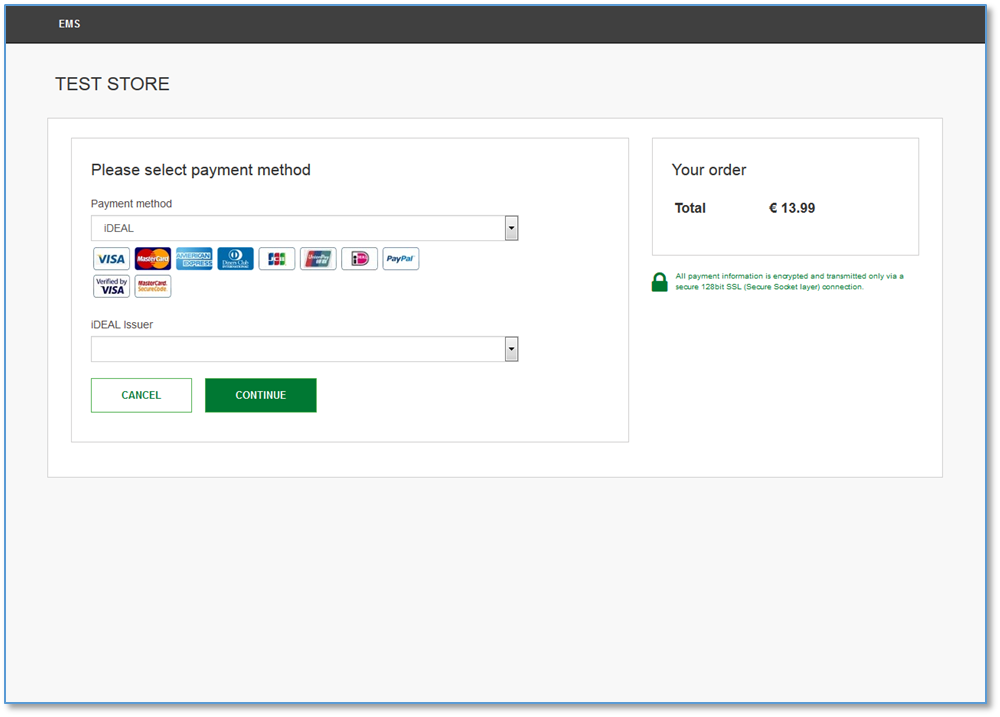 EMS
TEST STORE
Please select payment method
Payment method
iDEAL
VISA MasterCard AMERICAN EXPRESS Diners Club INTERNATIONAL JCB UnionPay iD PayPal
Verified by VISA MasterCard. SecureCode
iDEAL Issuer
CANCEL CONTINUE
Your order
Total € 13.99
All payment information is encrypted and transmitted only via a
secure 128bit SSL (Secure Socket layer) connection.